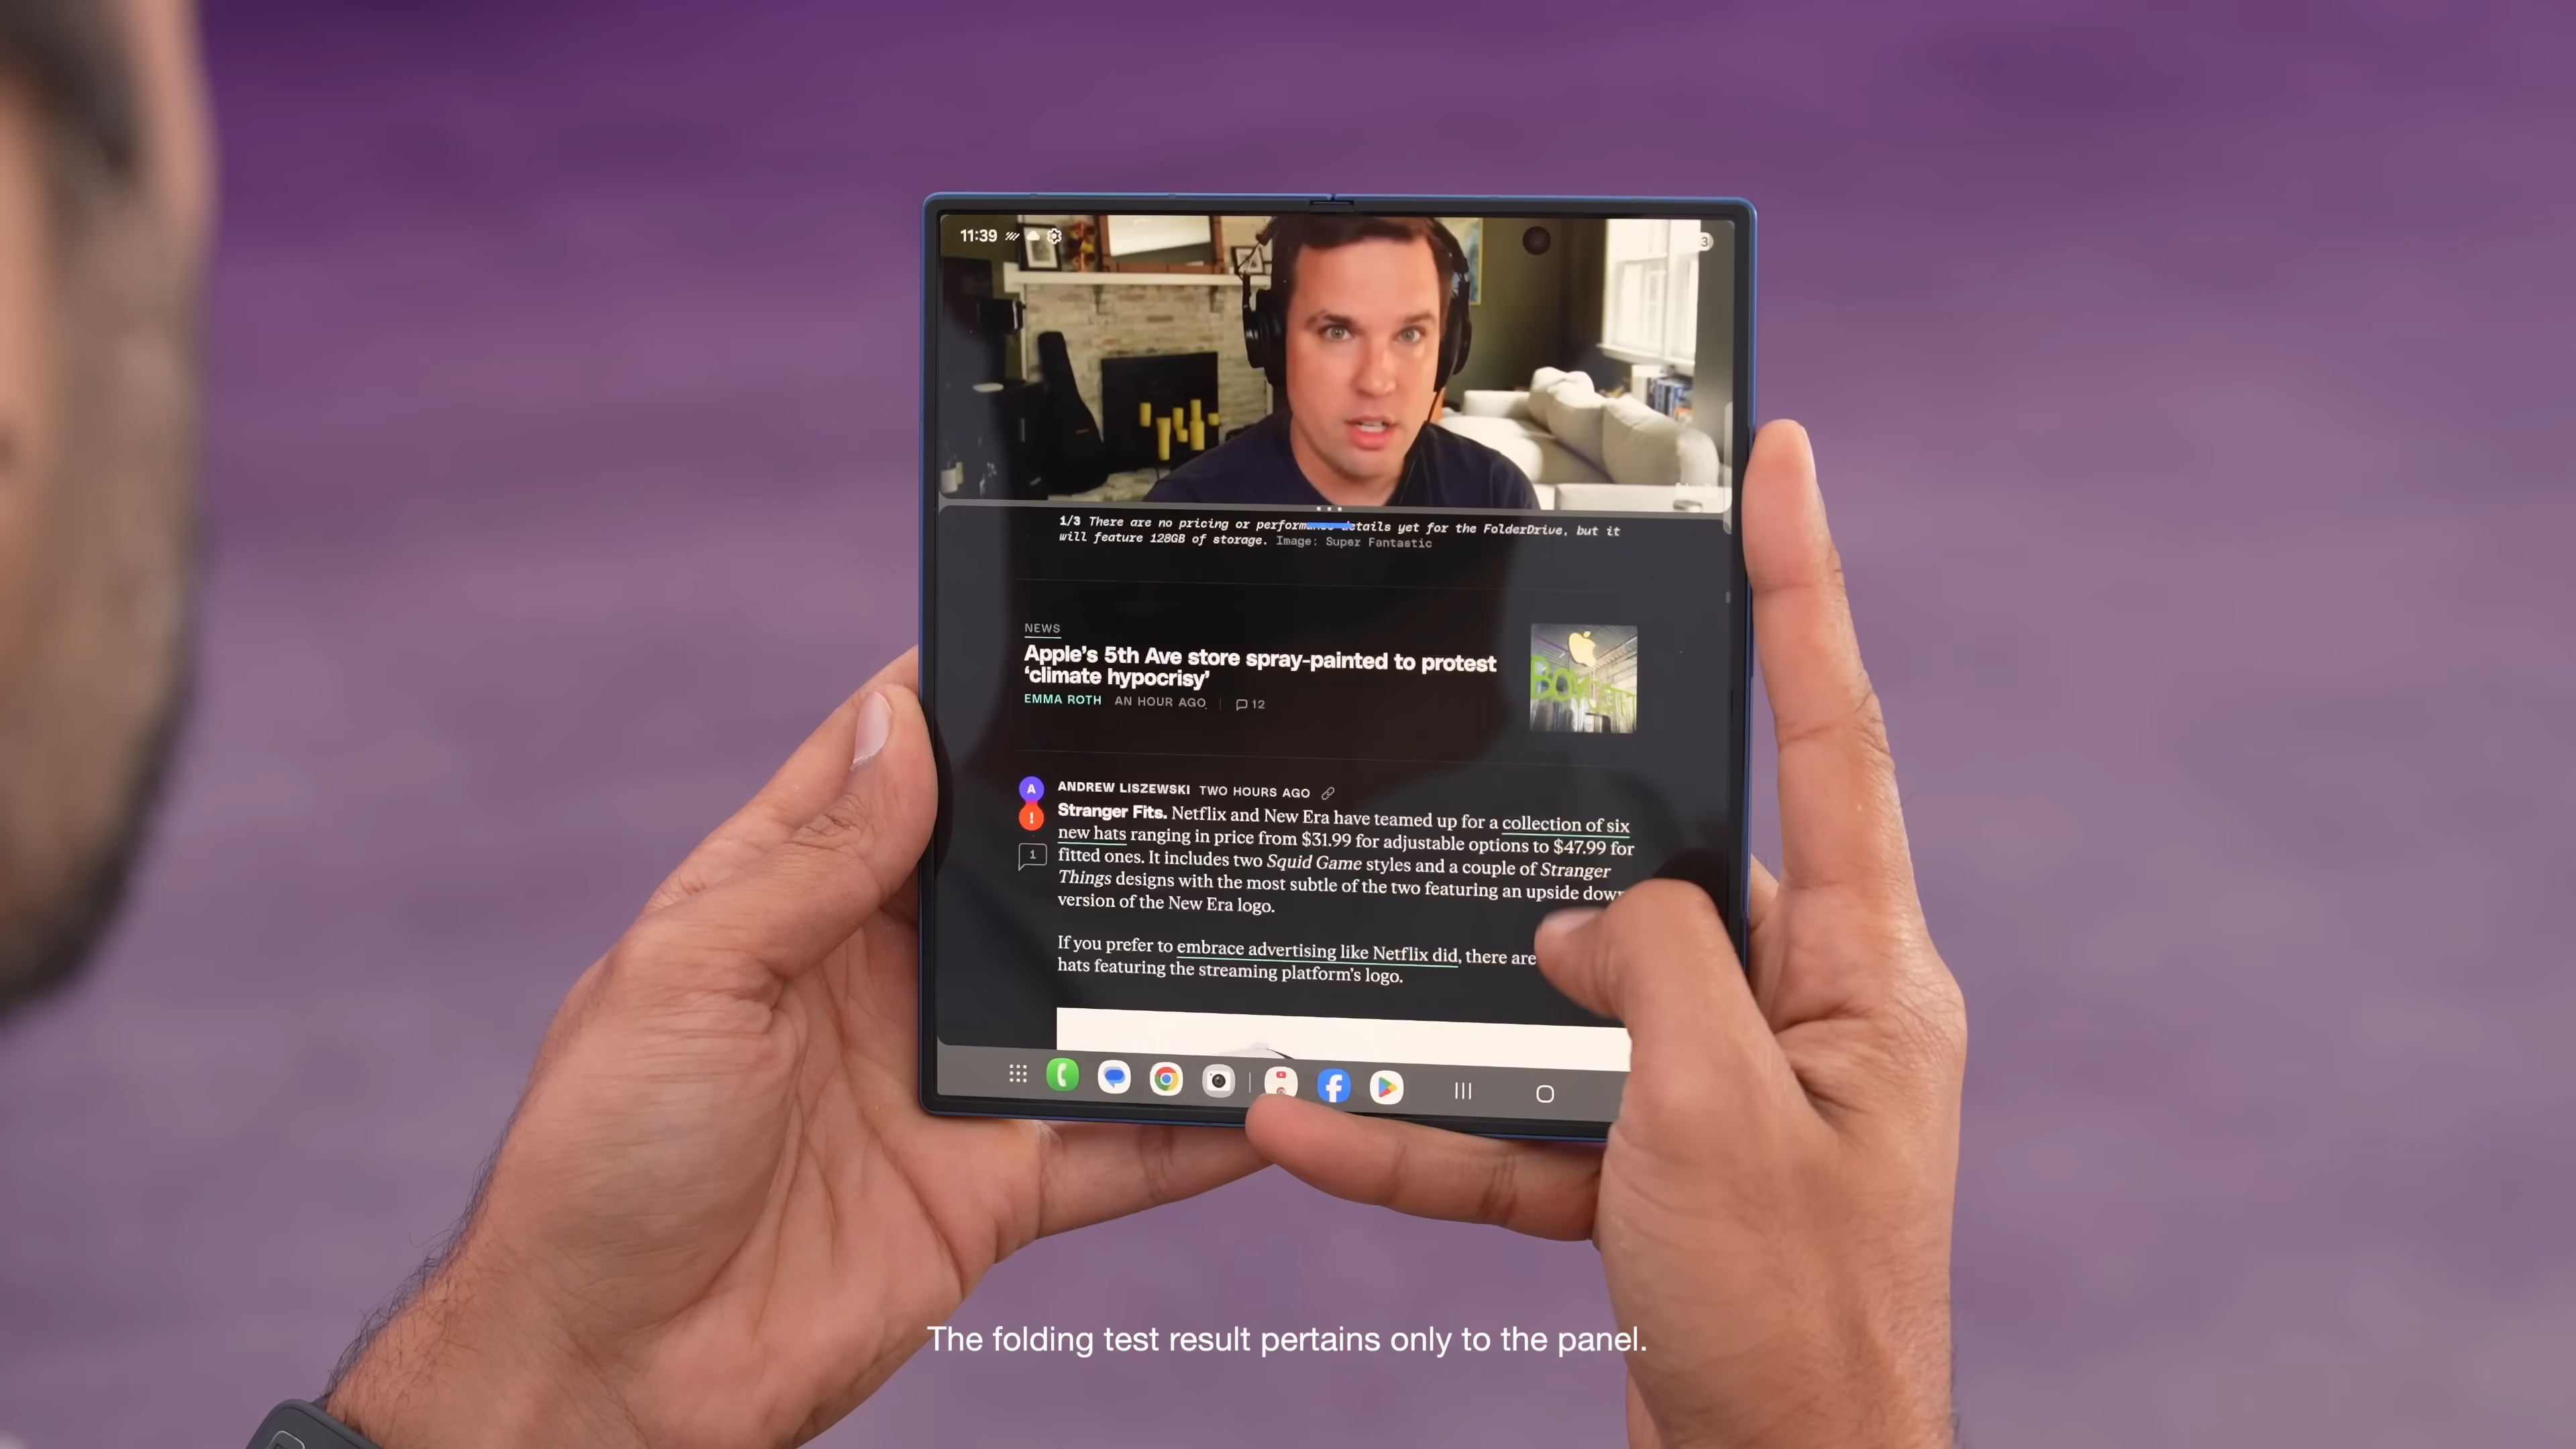 11:39
3
1/3 There are no pricing or performance details yet for the FolderDrive, but it
will feature 128GB of storage. Image: Super Fantastic
NEWS
Apple's 5th Ave store spray-painted to protest
‘climate hypocrisy’
EMMA ROTH AN HOUR AGO 12
A
!
1
ANDREW LISZEWSKI TWO HOURS AGO
Stranger Fits. Netflix and New Era have teamed up for a collection of six
new hats ranging in price from $31.99 for adjustable options to $47.99 for
fitted ones. It includes two Squid Game styles and a couple of Stranger
Things designs with the most subtle of the two featuring an upside down
version of the New Era logo.
If you prefer to embrace advertising like Netflix did, there are
hats featuring the streaming platform's logo.
The folding test result pertains only to the panel.